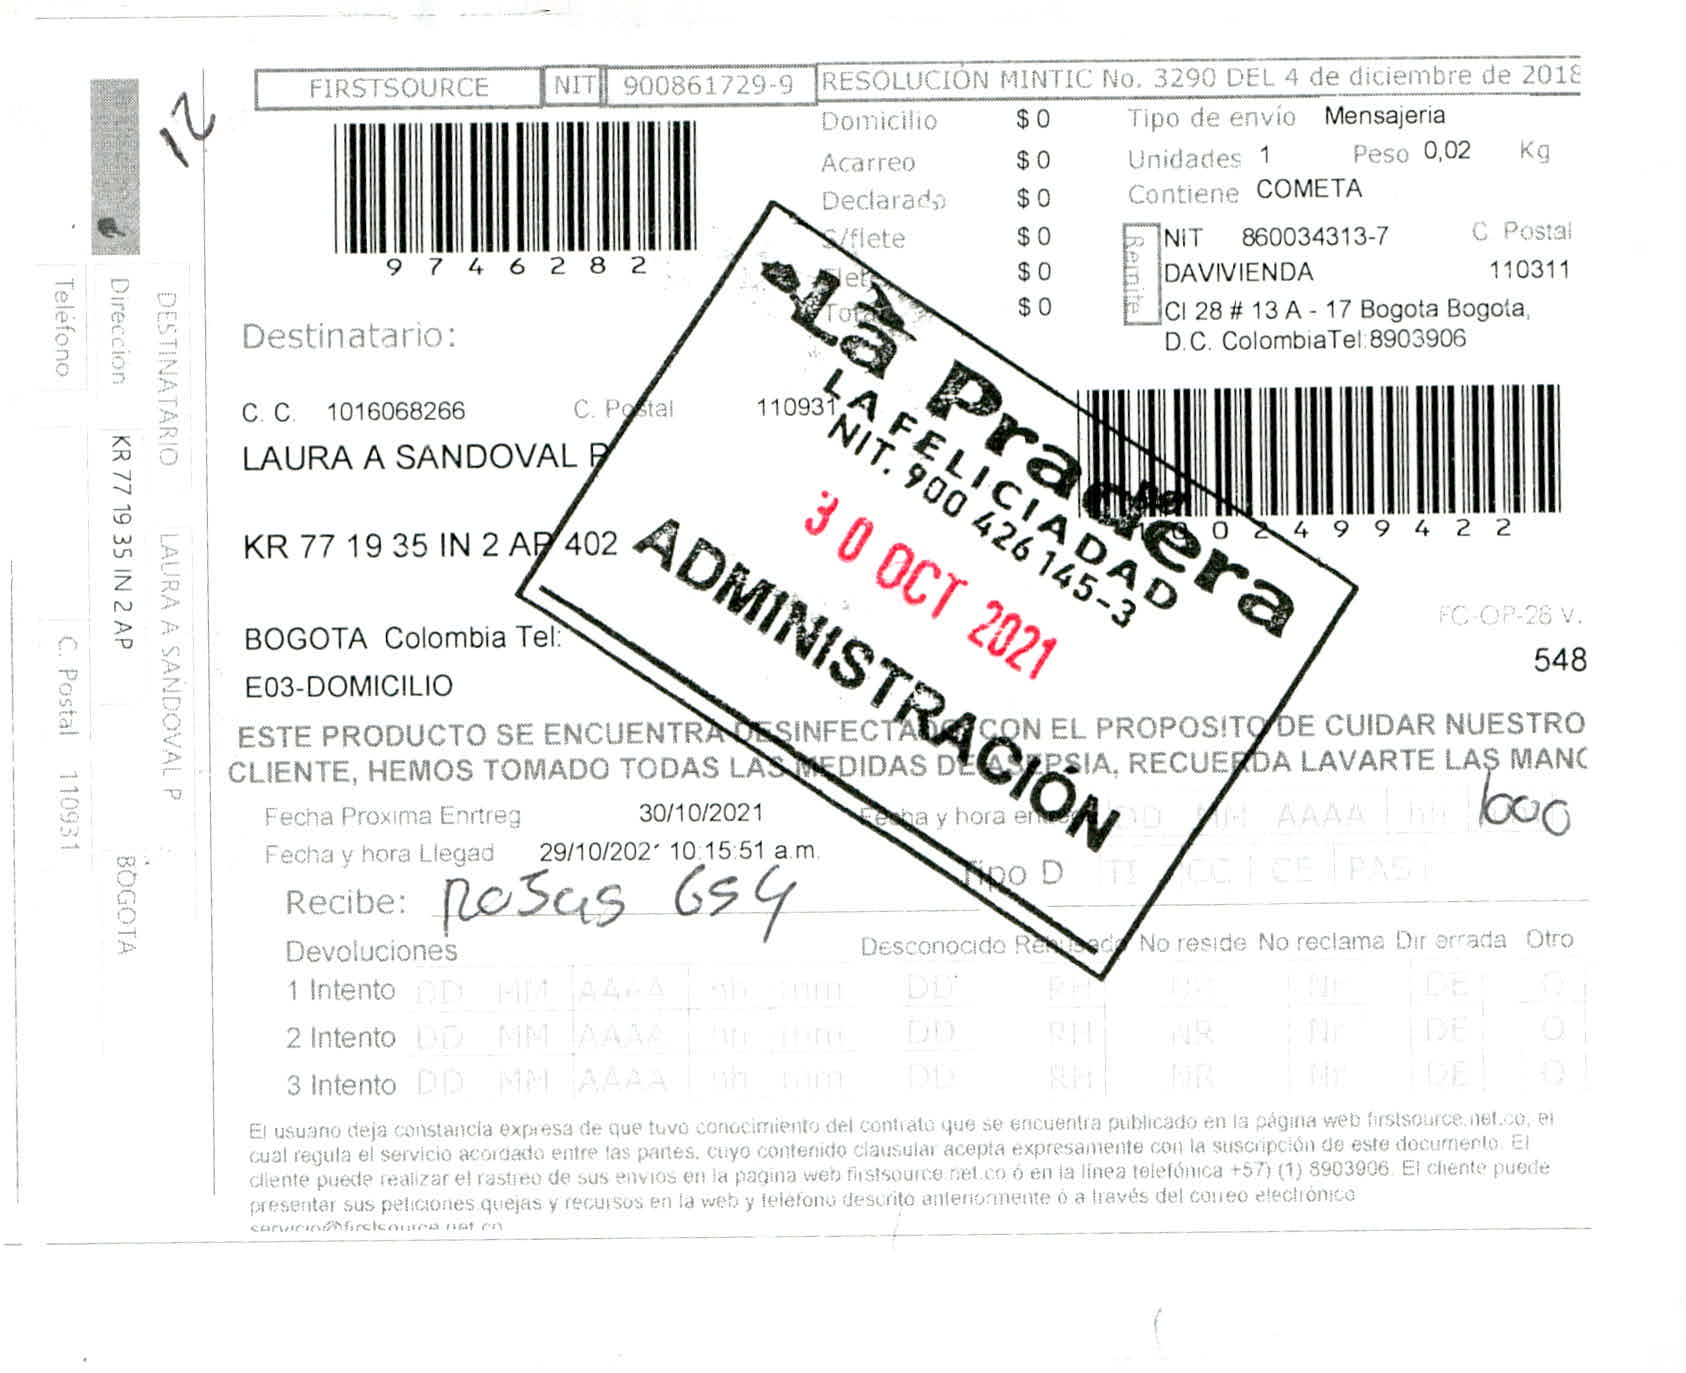 FIRSTSOURCE NIT 900861729-9 RESOLUCIÓN MINTIC No. 3290 DEL 4 de diciembre de 2018
12
9746282
Domicilio $ 0
Acarreo $ 0
Declarado $ 0
S/flete $ 0
Flete $ 0
Total $ 0
Tipo de envío Mensajeria
Unidades 1 Peso 0,02 Kg
Contiene COMETA
Remite
NIT 860034313-7 C Postal
DAVIVIENDA 110311
Cl 28 # 13 A - 17 Bogota Bogota,
D.C. ColombiaTel:8903906
Destinatario:
C. C. 1016068266 C. Postal 110931
LAURA A SANDOVAL P
KR 77 19 35 IN 2 AP 402
BOGOTA Colombia Tel:
E03-DOMICILIO
02499422
FC-OP-28 V.
548
La Pradera
LA FELICIADAD
NIT. 900 426 145-3
30 OCT 2021
ADMINISTRACIÓN
ESTE PRODUCTO SE ENCUENTRA DESINFECTADO CON EL PROPOSITO DE CUIDAR NUESTRO
CLIENTE, HEMOS TOMADO TODAS LAS MEDIDAS DE ASEPSIA, RECUERDA LAVARTE LAS MANO
Fecha Proxima Enrtreg 30/10/2021 Fecha y hora entrega DD MM AAAA hh
1600
Fecha y hora Llegad 29/10/2021 10:15:51 a.m.
Tipo D TI CC CE PAS
Recibe: Rosas GS4
Devoluciones Desconocido Rehusado No reside No reclama Dir errada Otro
1 Intento DD MM AAAA hh mm DD RH NR Nr DE O
2 Intento DD MM AAAA hh mm DD RH NR Nr DE O
3 Intento DD MM AAAA hh mm DD RH NR Nr DE O
El usuario deja constancia expresa de que tuvo conocimiento del contrato que se encuentra publicado en la página web firstsource.net.co, el
cual regula el servicio acordado entre las partes, cuyo contenido clausular acepta expresamente con la suscripción de este documento. El
cliente puede realizar el rastreo de sus envios en la pagina web firstsource.net.co ó en la línea telefónica +57) (1) 8903906. El cliente puede
presentar sus peticiones quejas y recursos en la web y telefono descrito anteriormente ó a través del correo electrónico
servicio@firstsource.net.co
DESTINATARIO LAURA A SANDOVAL P
Dirección KR 77 19 35 IN 2 AP BOGOTA
Teléfono C. Postal 110931